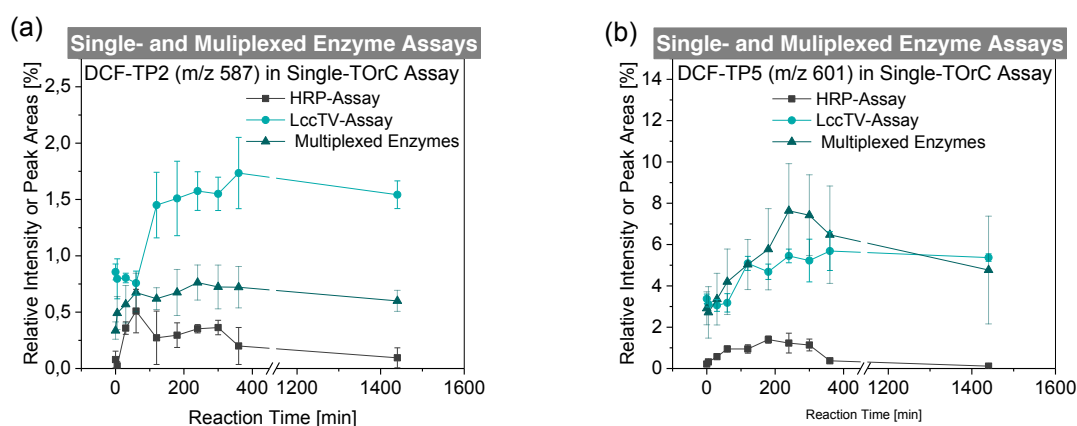 (a)
Single- and Muliplexed Enzyme Assays
DCF-TP2 (m/z 587) in Single-TOrC Assay
HRP-Assay
LccTV-Assay
Multiplexed Enzymes
Relative Intensity or Peak Areas [%]
2,5
2,0
1,5
1,0
0,5
0,0
0 200 400 1200 1400 1600
Reaction Time [min]
(b)
Single- and Muliplexed Enzyme Assays
DCF-TP5 (m/z 601) in Single-TOrC Assay
HRP-Assay
LccTV-Assay
Multiplexed Enzymes
Relative Intensity or Peak Areas [%]
14
12
10
8
6
4
2
0
0 200 400 1200 1400 1600
Reaction Time [min]